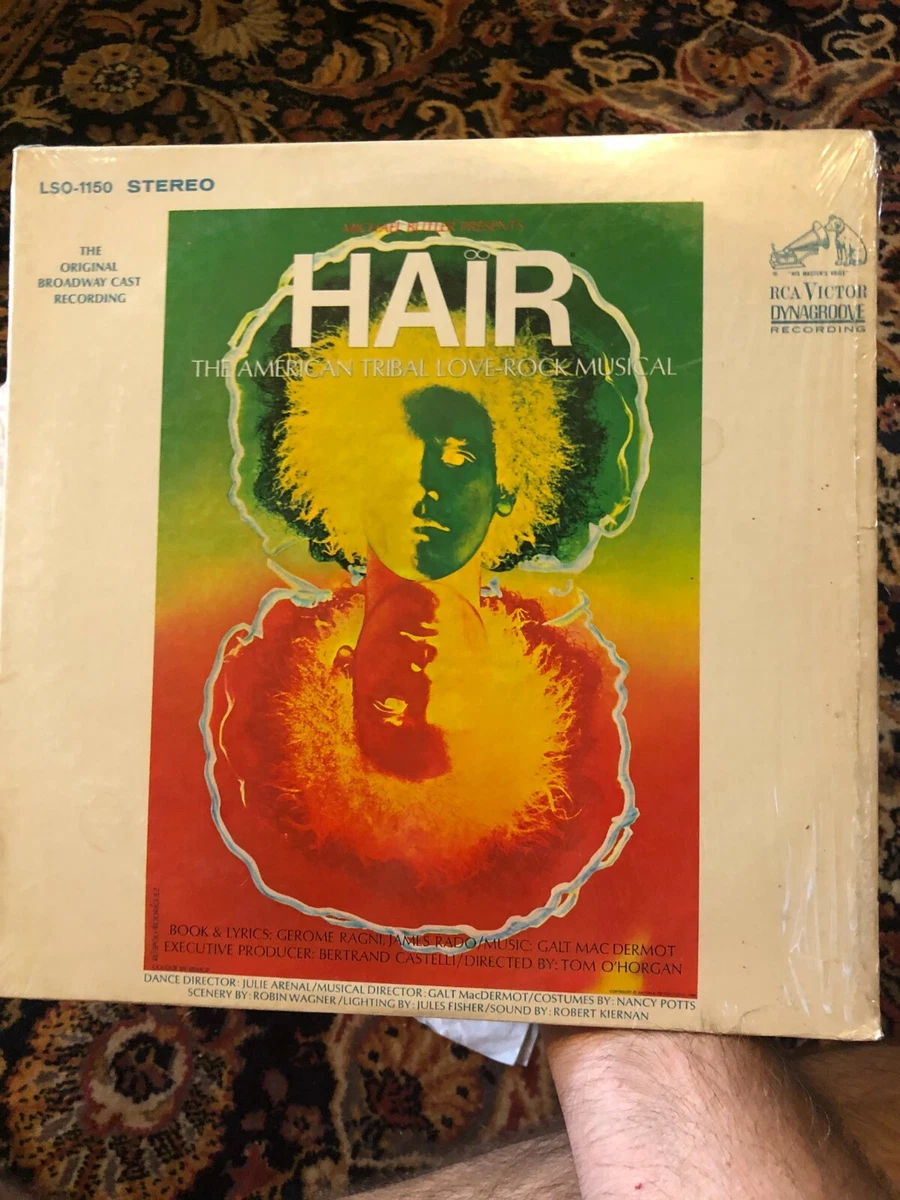 LSO-1150 STEREO
THE
ORIGINAL
BROADWAY CAST
RECORDING
"HIS MASTER'S VOICE"
RCA VICTOR
DYNAGROOVE
RECORDING
MICHAEL BUTLER PRESENTS
HAIR
THE AMERICAN TRIBAL LOVE-ROCK MUSICAL
BOOK & LYRICS: GEROME RAGNI, JAMES RADO/MUSIC: GALT MAC DERMOT
EXECUTIVE PRODUCER: BERTRAND CASTELLI/DIRECTED BY: TOM O'HORGAN
DANCE DIRECTOR: JULIE ARENAL/MUSICAL DIRECTOR: GALT MacDERMOT/COSTUMES BY: NANCY POTTS
SCENERY BY: ROBIN WAGNER/LIGHTING BY: JULES FISHER/SOUND BY: ROBERT KIERNAN